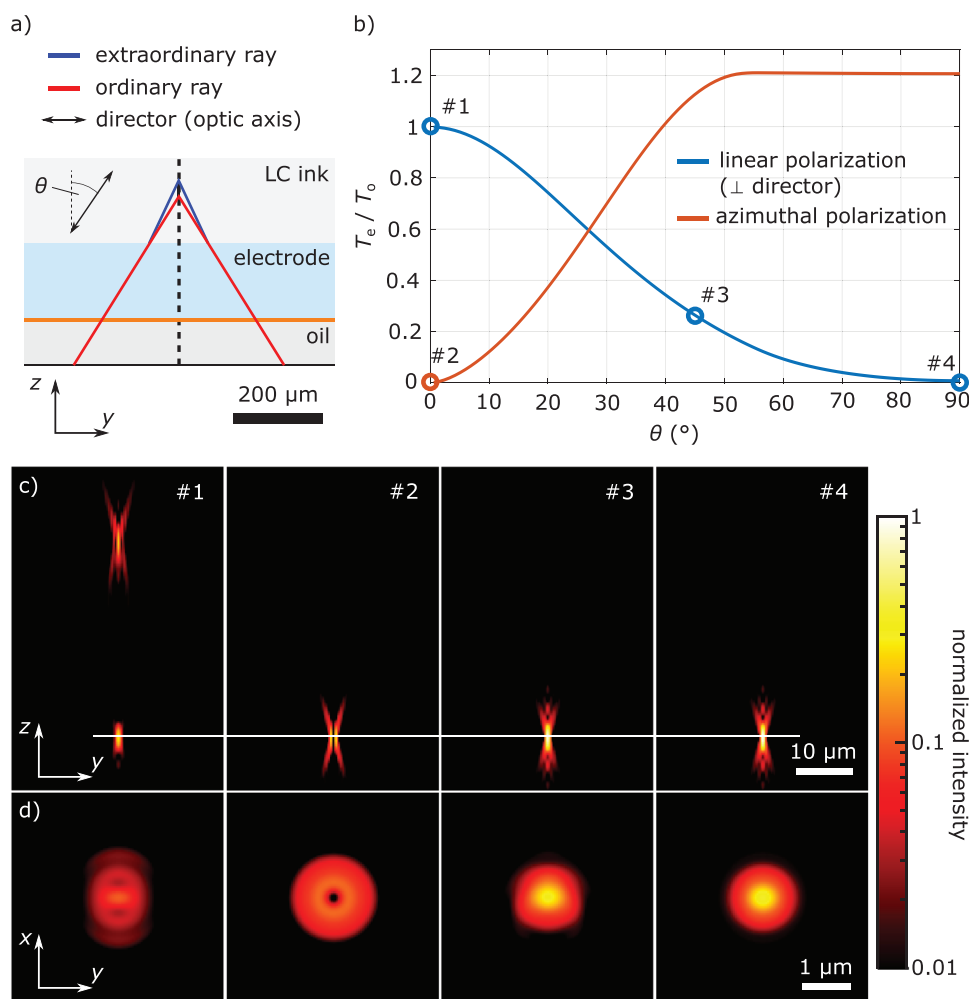 a)
extraordinary ray
ordinary ray
director (optic axis)
θ
LC ink
electrode
oil
z
y
200 µm
b)
1.2
1
0.8
0.6
0.4
0.2
0
Te / To
#1
#2
#3
#4
linear polarization
(⊥ director)
azimuthal polarization
0 10 20 30 40 50 60 70 80 90
θ (°)
c)
#1
#2
#3
#4
z
y
10 µm
d)
x
y
1 µm
1
0.1
0.01
normalized intensity